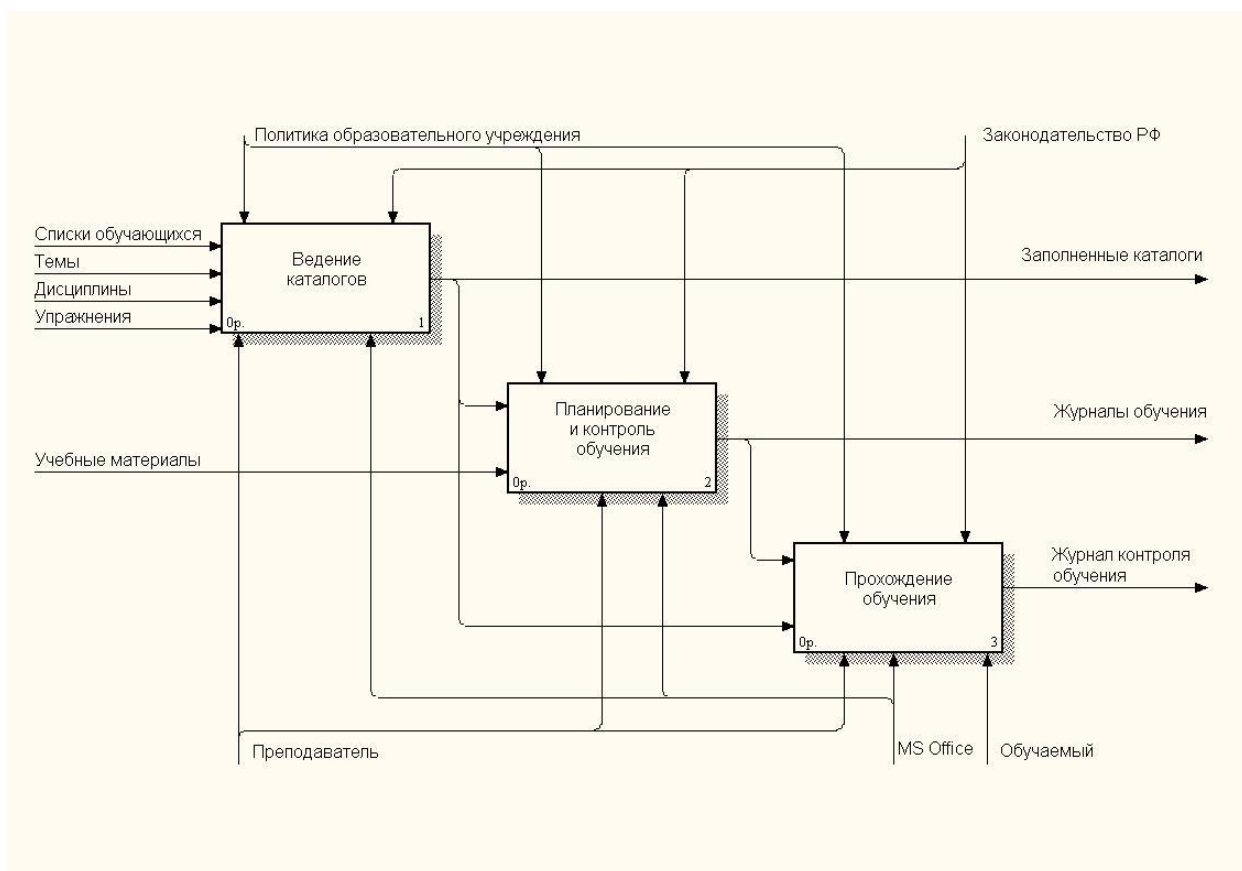 Политика образовательного учреждения
Законодательство РФ
Списки обучающихся
Темы
Дисциплины
Упражнения
Ведение
каталогов
0р.
1
Заполненные каталоги
Учебные материалы
Планирование
и контроль
обучения
0р.
2
Журналы обучения
Прохождение
обучения
0р.
3
Журнал контроля
обучения
Преподаватель
MS Office
Обучаемый